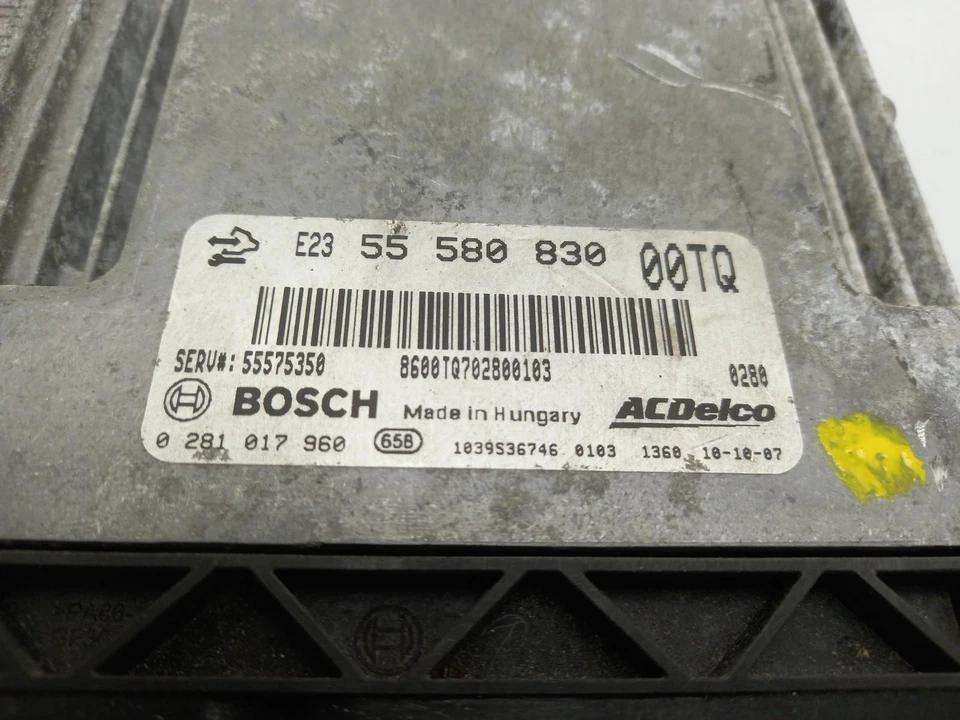 E23 55 580 830 00TQ
SERV#: 55575350 8600TQ702800103 0280
BOSCH Made in Hungary ACDelco
0 281 017 960 65B 1039S36746 0103 1360 10-10-07